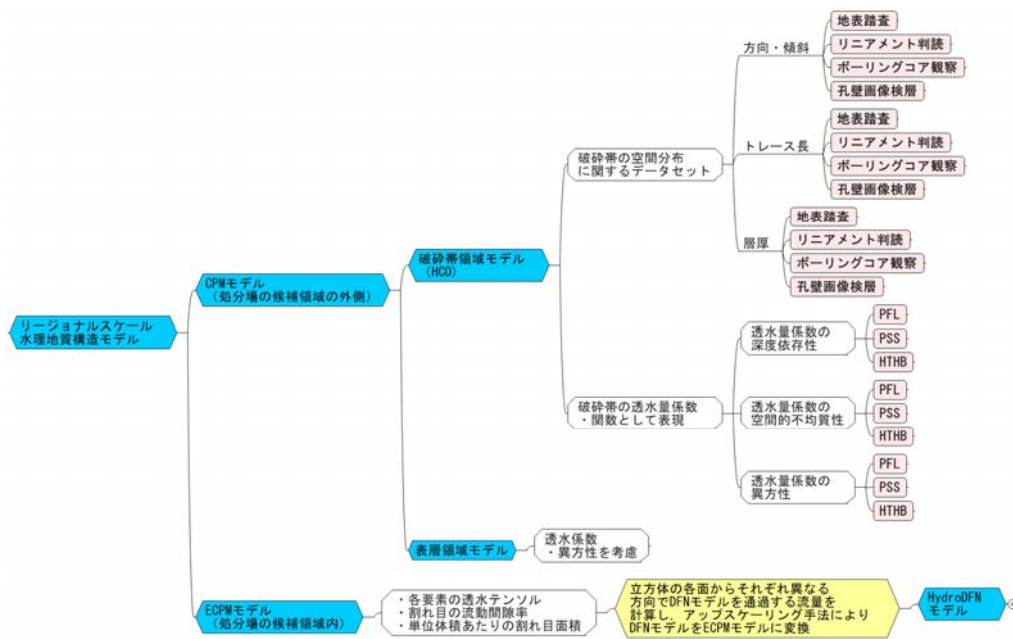 リージョナルスケール
水理地質構造モデル
CPMモデル
（処分場の候補領域の外側）
破砕帯領域モデル
（HCD）
破砕帯の空間分布
に関するデータセット
方向・傾斜
地表踏査
リニアメント判読
ボーリングコア観察
孔壁画像検層
トレース長
地表踏査
リニアメント判読
ボーリングコア観察
孔壁画像検層
層厚
地表踏査
リニアメント判読
ボーリングコア観察
孔壁画像検層
破砕帯の透水量係数
・関数として表現
透水量係数の
深度依存性
PFL
PSS
HTHB
透水量係数の
空間的不均質性
PFL
PSS
HTHB
透水量係数の
異方性
PFL
PSS
HTHB
表層領域モデル
透水係数
・異方性を考慮
ECPMモデル
（処分場の候補領域内）
・各要素の透水テンソル
・割れ目の流動間隙率
・単位体積あたりの割れ目面積
立方体の各面からそれぞれ異なる
方向でDFNモデルを通過する流量を
計算し、アップスケーリング手法により
DFNモデルをECPMモデルに変換
HydroDFN
モデル